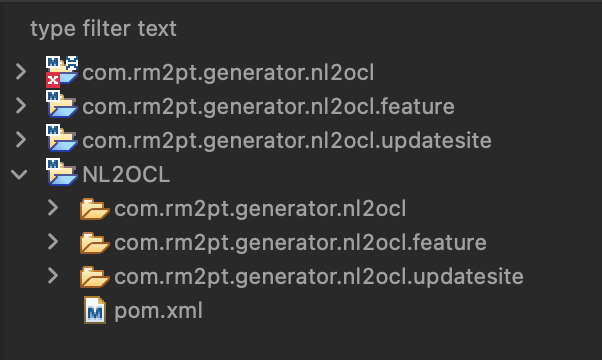 type filter text
com.rm2pt.generator.nl2ocl
com.rm2pt.generator.nl2ocl.feature
com.rm2pt.generator.nl2ocl.updatesite
NL2OCL
com.rm2pt.generator.nl2ocl
com.rm2pt.generator.nl2ocl.feature
com.rm2pt.generator.nl2ocl.updatesite
pom.xml